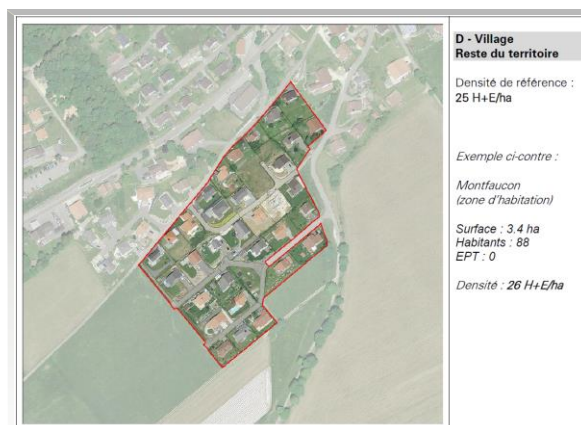 D - Village
Reste du territoire
Densité de référence :
25 H+E/ha
Exemple ci-contre :
Montfaucon
(zone d'habitation)
Surface : 3.4 ha
Habitants : 88
EPT : 0
Densité : 26 H+E/ha